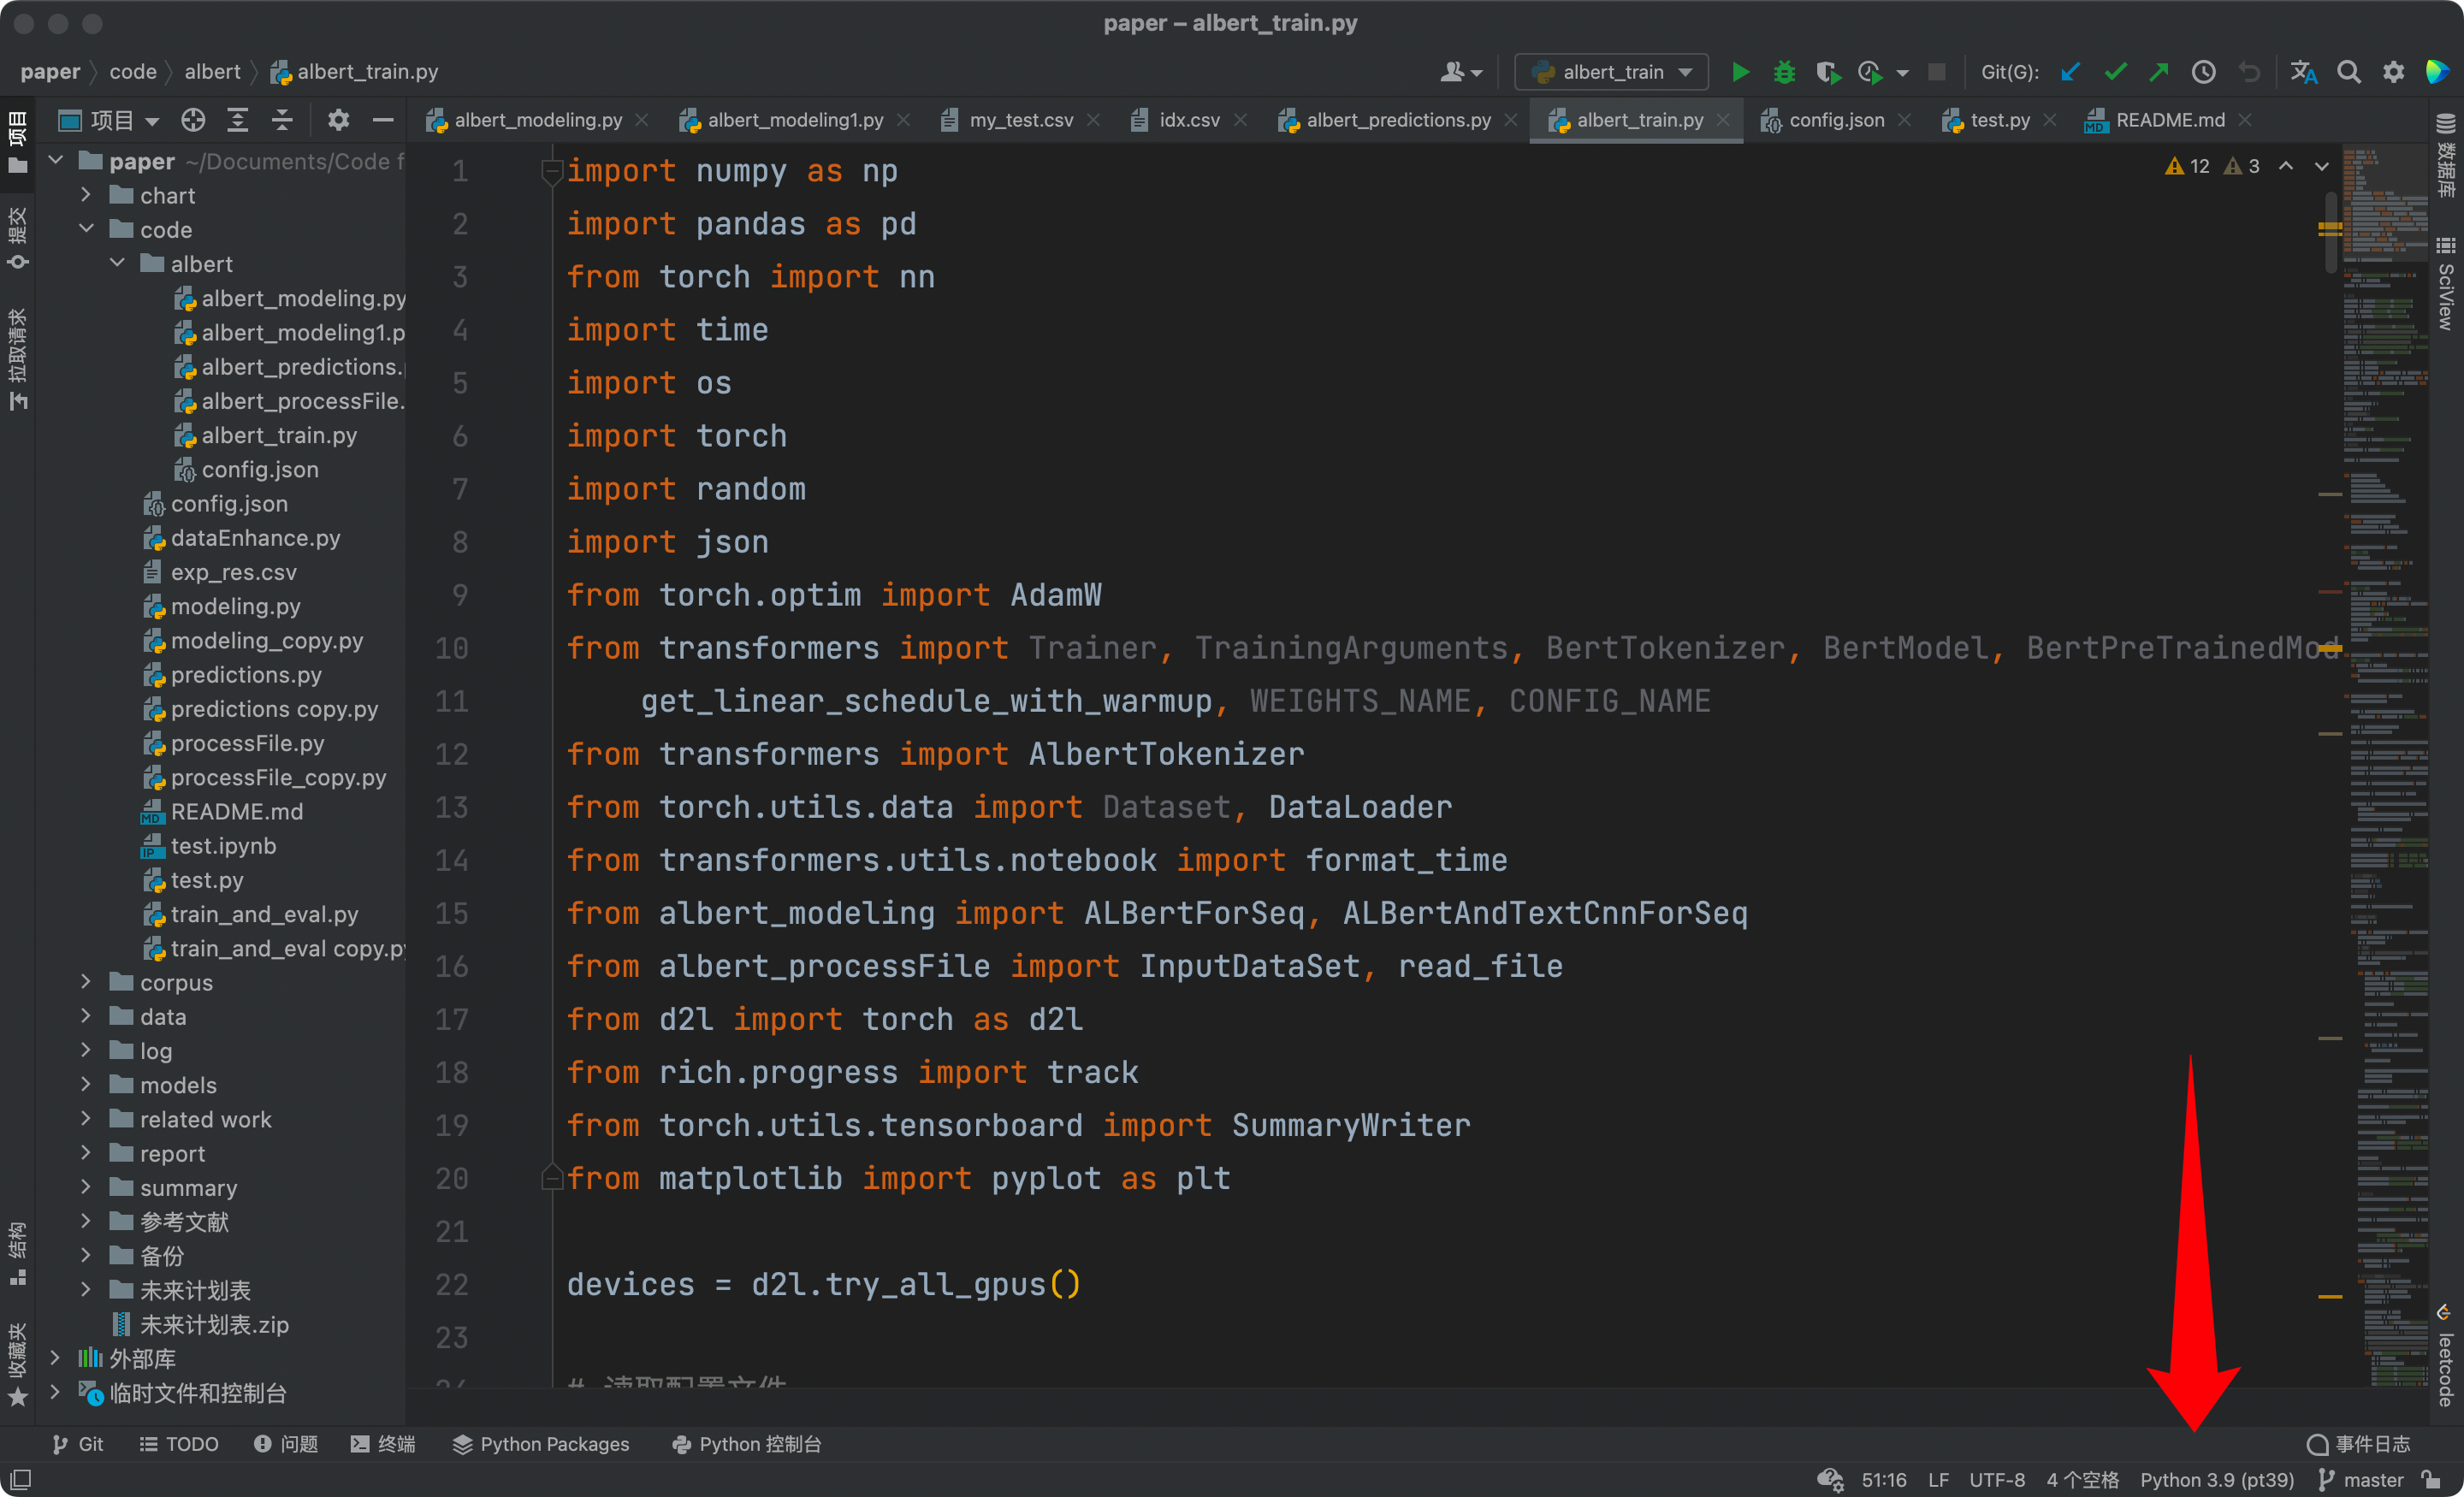 paper – albert_train.py
paper code albert albert_train.py
albert_train
Git(G):
项目
albert_modeling.py albert_modeling1.py my_test.csv idx.csv albert_predictions.py albert_train.py config.json test.py README.md
项目
提交
拉取请求
结构
收藏夹
paper ~/Documents/Code f
chart
code
albert
albert_modeling.py
albert_modeling1.p
albert_predictions.
albert_processFile.
albert_train.py
config.json
config.json
dataEnhance.py
exp_res.csv
modeling.py
modeling_copy.py
predictions.py
predictions copy.py
processFile.py
processFile_copy.py
README.md
test.ipynb
test.py
train_and_eval.py
train_and_eval copy.py
corpus
data
log
models
related work
report
summary
参考文献
备份
未来计划表
未来计划表.zip
外部库
临时文件和控制台
12 3
1 import numpy as np
2 import pandas as pd
3 from torch import nn
4 import time
5 import os
6 import torch
7 import random
8 import json
9 from torch.optim import AdamW
10 from transformers import Trainer, TrainingArguments, BertTokenizer, BertModel, BertPreTrainedMod
11 get_linear_schedule_with_warmup, WEIGHTS_NAME, CONFIG_NAME
12 from transformers import AlbertTokenizer
13 from torch.utils.data import Dataset, DataLoader
14 from transformers.utils.notebook import format_time
15 from albert_modeling import ALBertForSeq, ALBertAndTextCnnForSeq
16 from albert_processFile import InputDataSet, read_file
17 from d2l import torch as d2l
18 from rich.progress import track
19 from torch.utils.tensorboard import SummaryWriter
20 from matplotlib import pyplot as plt
21
22 devices = d2l.try_all_gpus()
23
24 # 读取配置文件
数据库
SciView
leetcode
Git TODO 问题 终端 Python Packages Python 控制台 事件日志
51:16 LF UTF-8 4 个空格 Python 3.9 (pt39) master